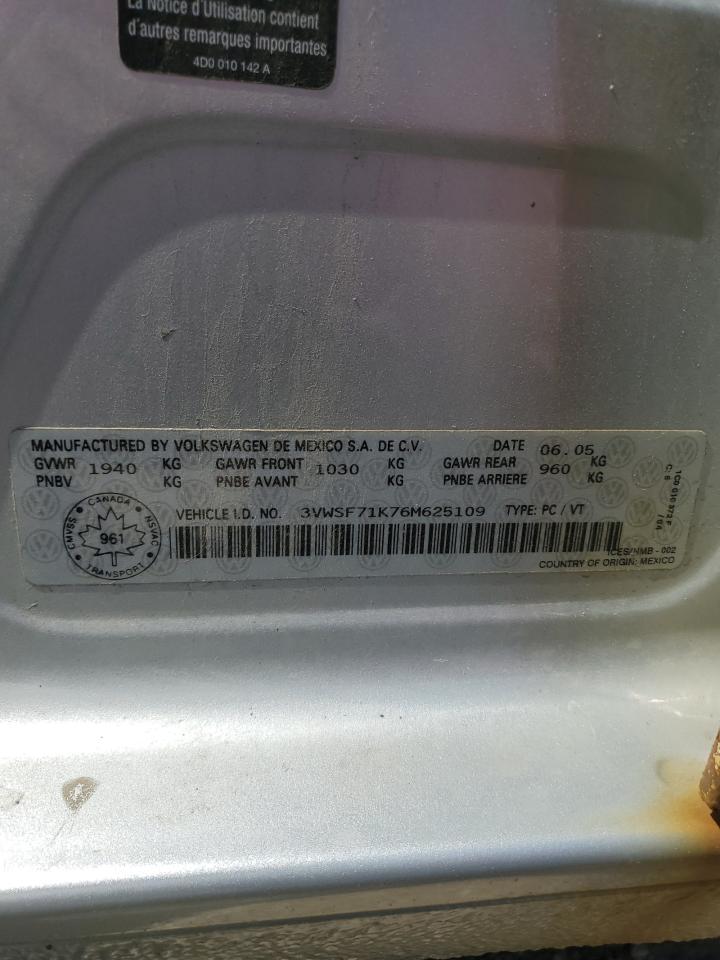 La Notice d'Utilisation contient
d'autres remarques importantes
4D0 010 142 A
MANUFACTURED BY VOLKSWAGEN DE MEXICO S.A. DE C.V. DATE 06.05
GVWR 1940 KG GAWR FRONT 1030 KG GAWR REAR 960 KG
PNBV KG PNBE AVANT KG PNBE ARRIERE KG
VEHICLE I.D. NO. 3VWSF71K76M625109 TYPE: PC / VT
CANADA
CMVSS NSVAC
961
TRANSPORT
ICES/NMB - 002
COUNTRY OF ORIGIN: MEXICO